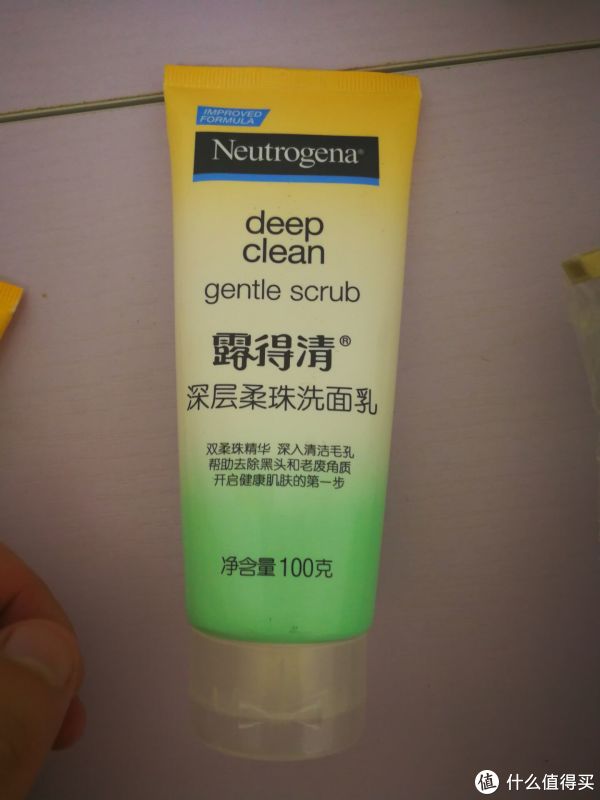 IMPROVED
FORMULA
Neutrogena®
deep
clean
gentle scrub
露得清®
深层柔珠洗面乳
双柔珠精华 深入清洁毛孔
帮助去除黑头和老废角质
开启健康肌肤的第一步
净含量100克
值 什么值得买